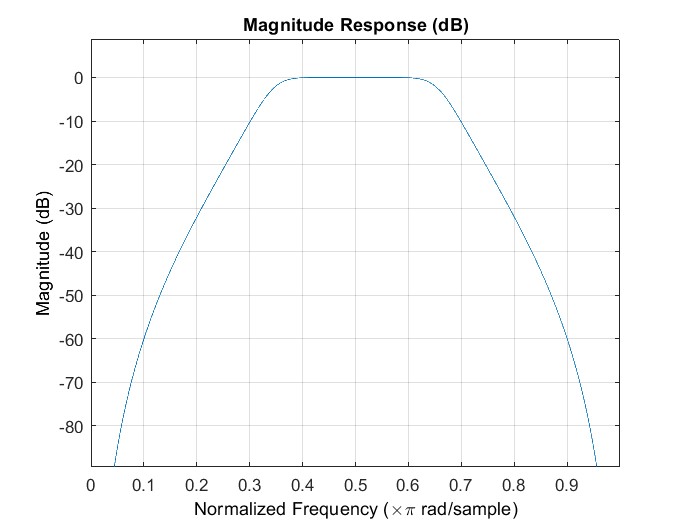 Magnitude Response (dB)
Magnitude (dB)
0
-10
-20
-30
-40
-50
-60
-70
-80
0 0.1 0.2 0.3 0.4 0.5 0.6 0.7 0.8 0.9
Normalized Frequency (×π rad/sample)